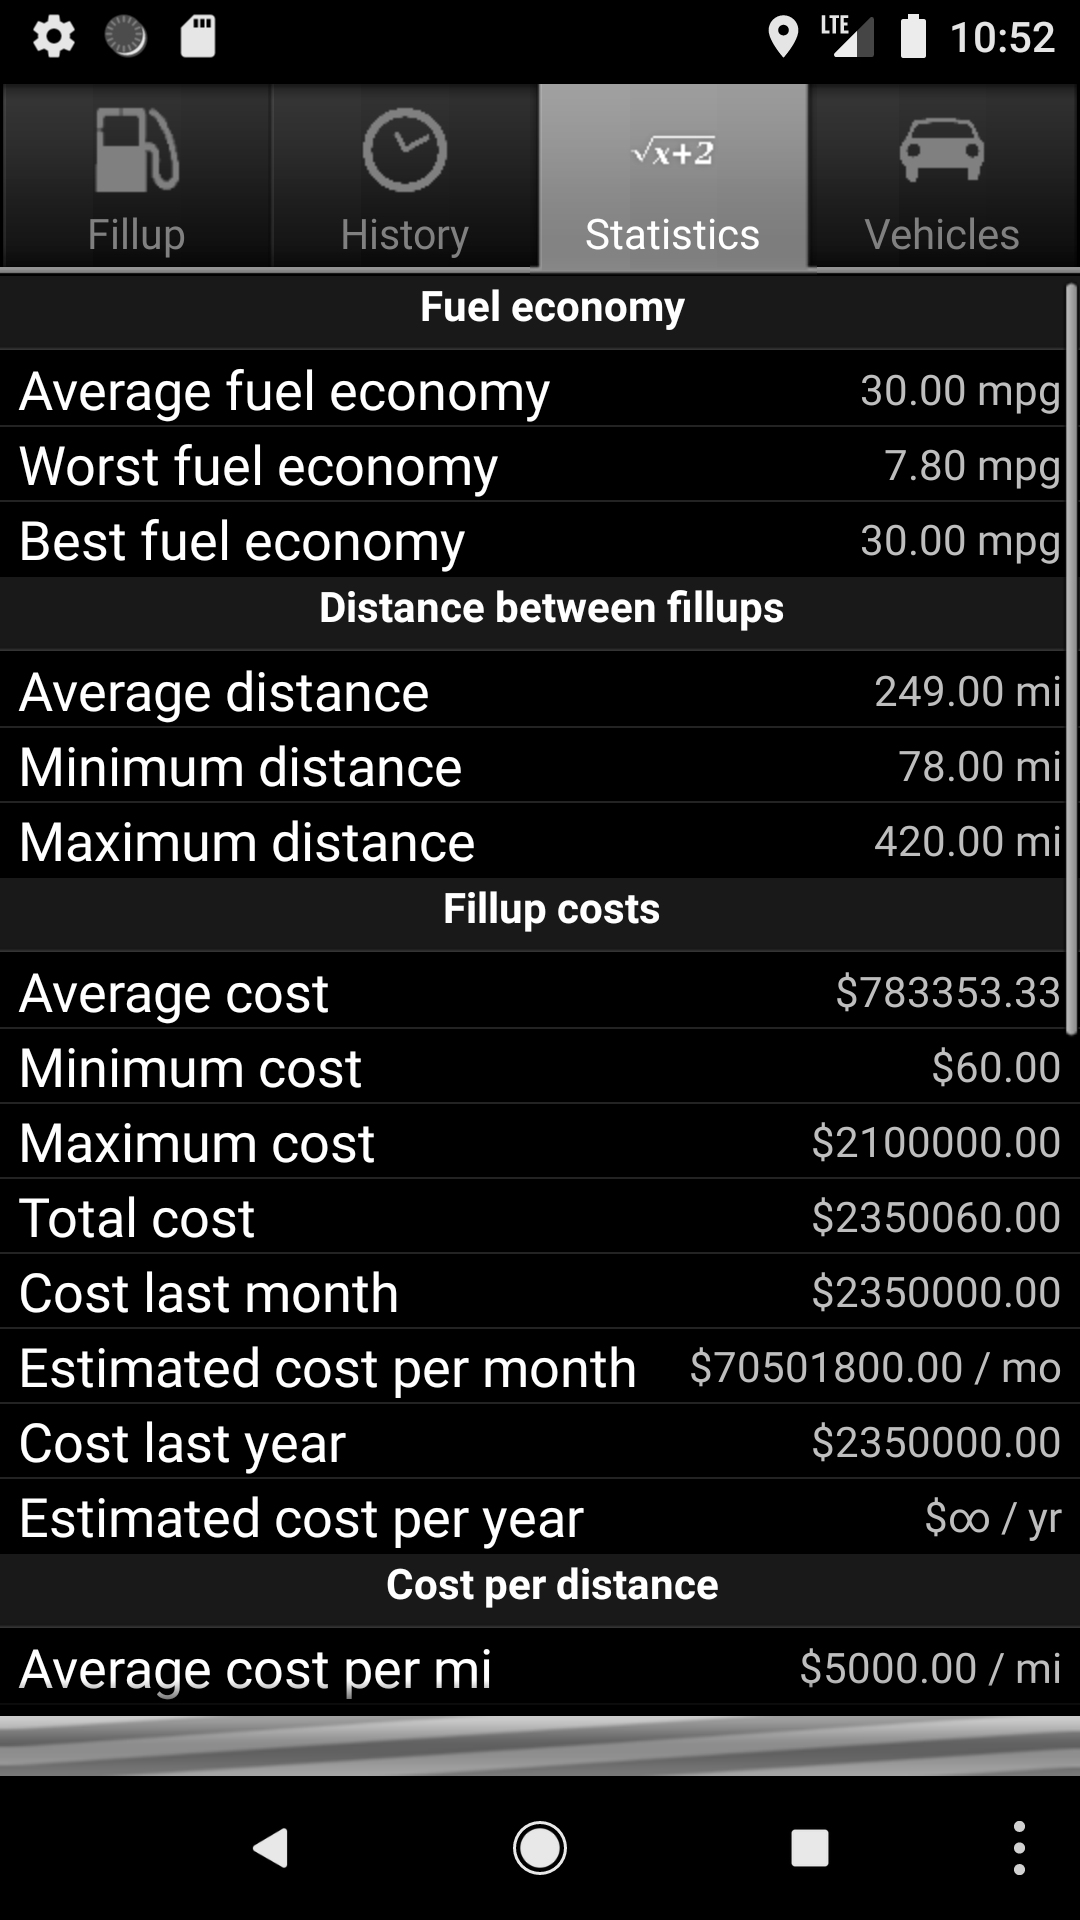 LTE 10:52
√x+2
Fillup History Statistics Vehicles
Fuel economy
Average fuel economy 30.00 mpg
Worst fuel economy 7.80 mpg
Best fuel economy 30.00 mpg
Distance between fillups
Average distance 249.00 mi
Minimum distance 78.00 mi
Maximum distance 420.00 mi
Fillup costs
Average cost $783353.33
Minimum cost $60.00
Maximum cost $2100000.00
Total cost $2350060.00
Cost last month $2350000.00
Estimated cost per month $70501800.00 / mo
Cost last year $2350000.00
Estimated cost per year $∞ / yr
Cost per distance
Average cost per mi $5000.00 / mi